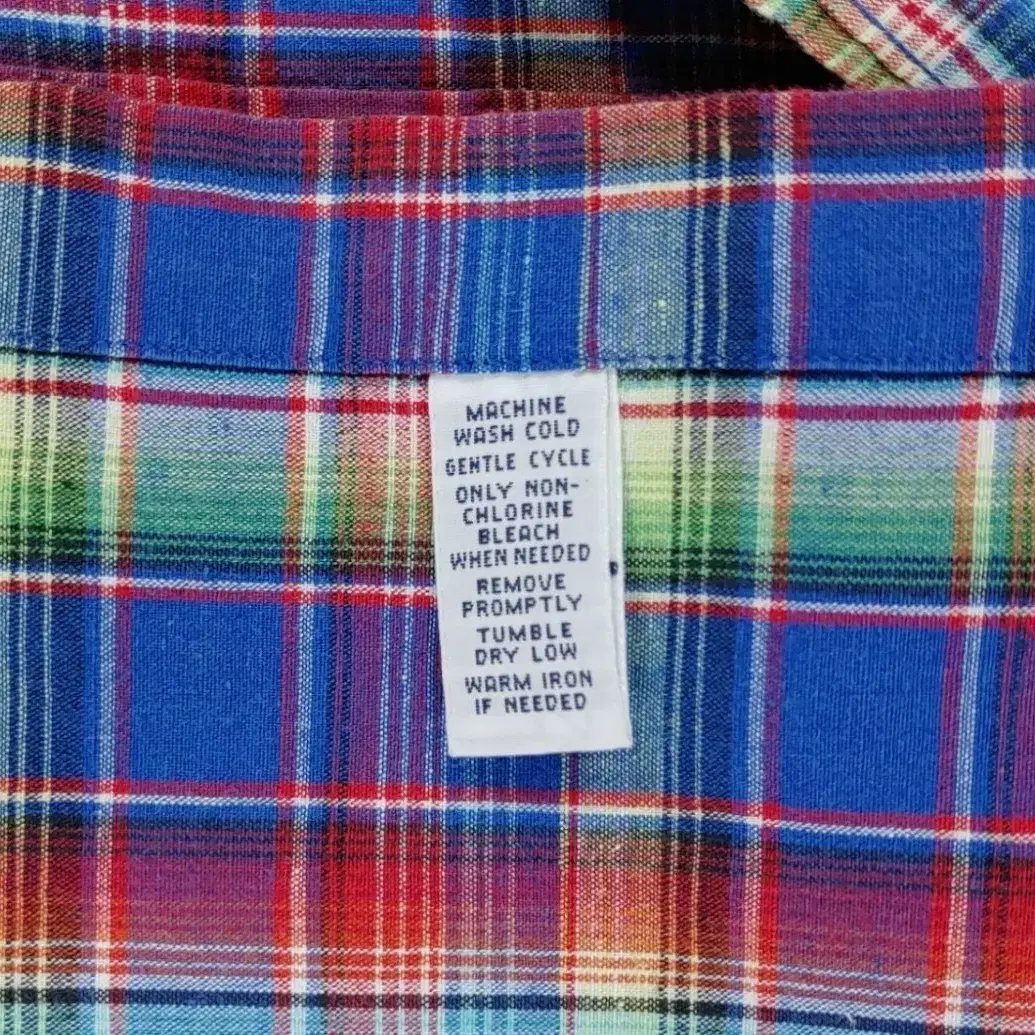 MACHINE
WASH COLD
GENTLE CYCLE
ONLY NON-
CHLORINE
BLEACH
WHEN NEEDED
REMOVE
PROMPTLY
TUMBLE
DRY LOW
WARM IRON
IF NEEDED